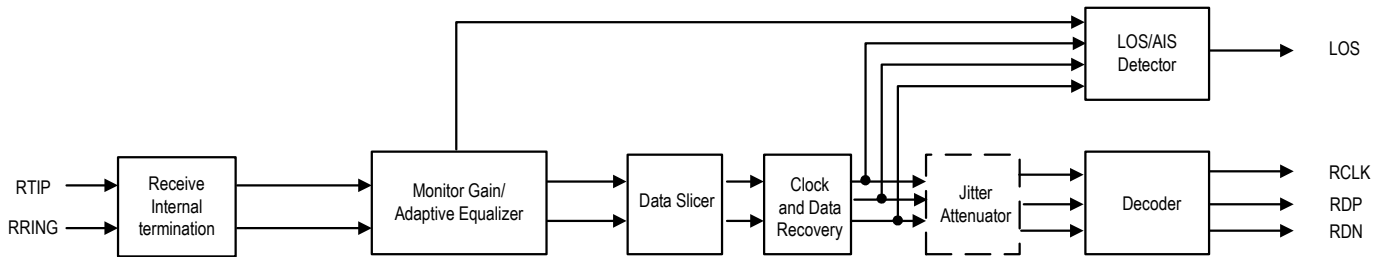 LOS/AIS
Detector
LOS
RTIP
RRING
Receive
Internal
termination
Monitor Gain/
Adaptive Equalizer
Data Slicer
Clock
and Data
Recovery
Jitter
Attenuator
Decoder
RCLK
RDP
RDN